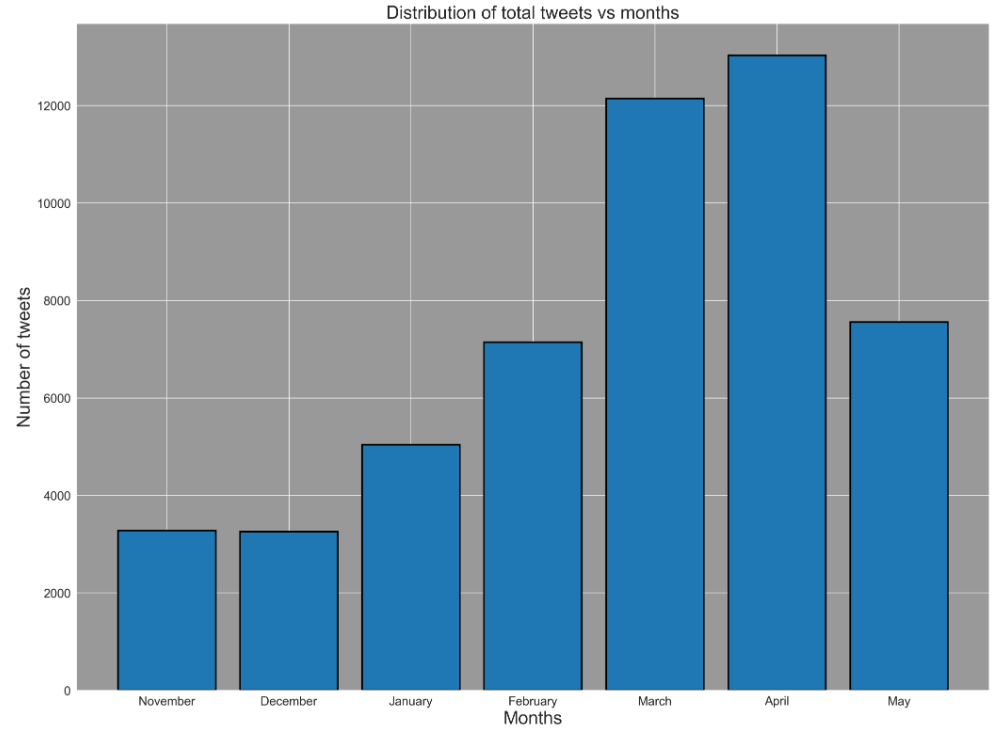 Distribution of total tweets vs months
Number of tweets
12000
10000
8000
6000
4000
2000
0
November December January February March April May
Months